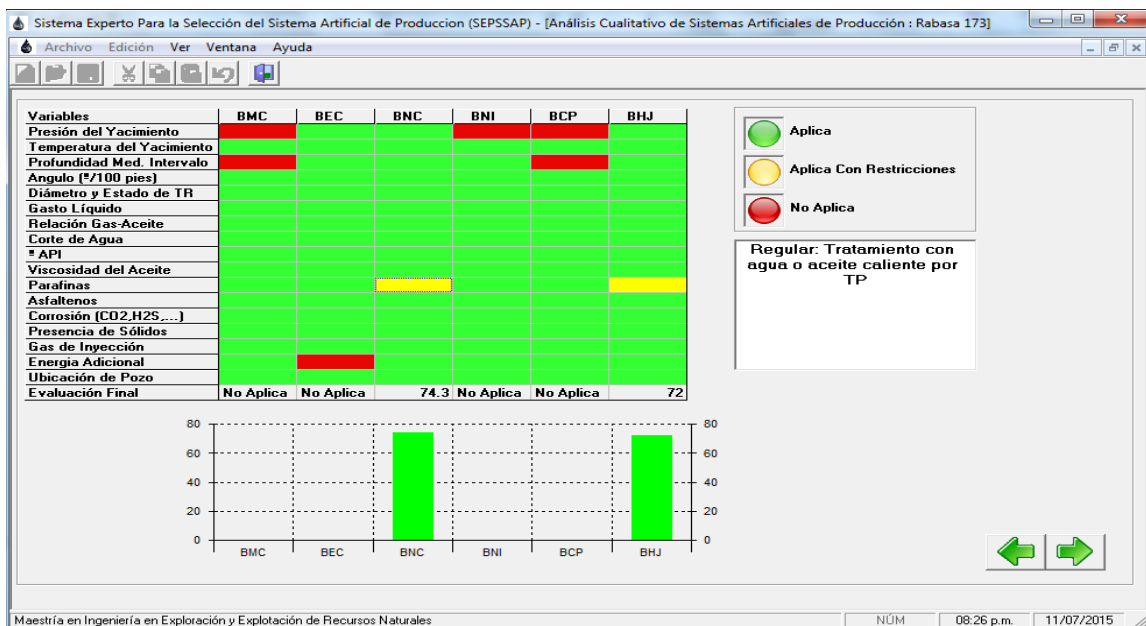 Sistema Experto Para la Selección del Sistema Artificial de Produccion (SEPSSAP) - [Análisis Cualitativo de Sistemas Artificiales de Producción : Rabasa 173]
Archivo Edición Ver Ventana Ayuda
Variables BMC BEC BNC BNI BCP BHJ
Presión del Yacimiento
Temperatura del Yacimiento
Profundidad Med. Intervalo
Angulo (º/100 pies)
Diámetro y Estado de TR
Gasto Líquido
Relación Gas-Aceite
Corte de Agua
º API
Viscosidad del Aceite
Parafinas
Asfaltenos
Corrosión (CO2,H2S,...)
Presencia de Sólidos
Gas de Inyección
Energia Adicional
Ubicación de Pozo
Evaluación Final No Aplica No Aplica 74.3 No Aplica No Aplica 72
Aplica
Aplica Con Restricciones
No Aplica
Regular: Tratamiento con
agua o aceite caliente por
TP
80 80
60 60
40 40
20 20
0 0
BMC BEC BNC BNI BCP BHJ
Maestría en Ingeniería en Exploración y Explotación de Recursos Naturales NÚM 08:26 p.m. 11/07/2015